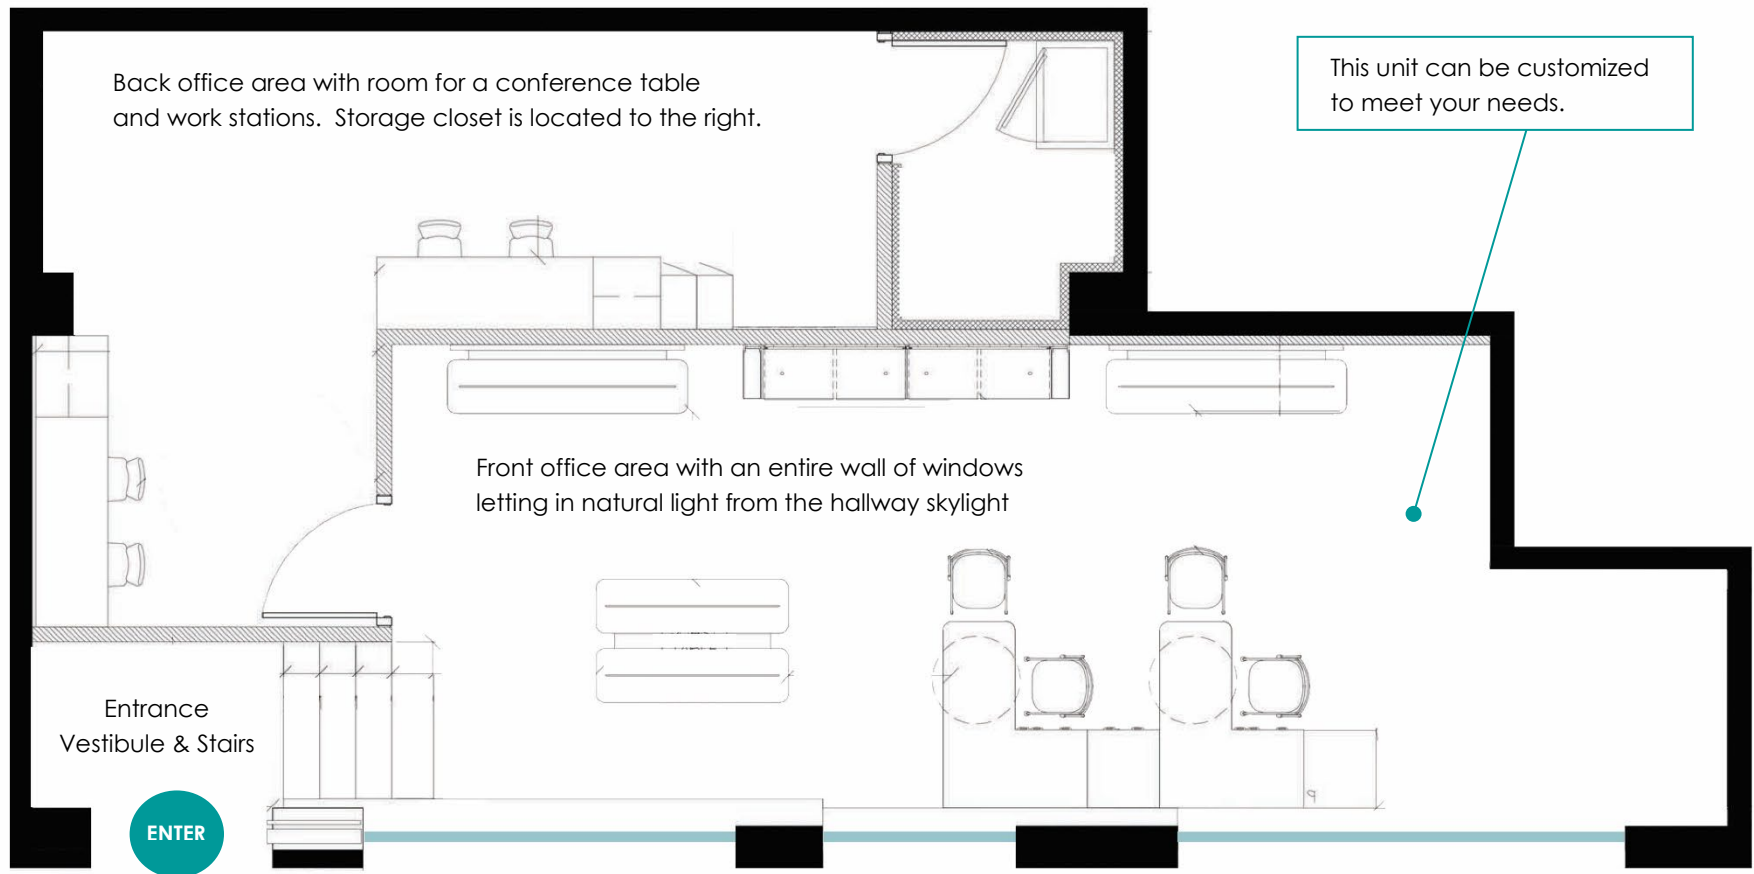 Back office area with room for a conference table
and work stations.  Storage closet is located to the right.
This unit can be customized
to meet your needs.
Front office area with an entire wall of windows
letting in natural light from the hallway skylight
Entrance
Vestibule & Stairs
ENTER